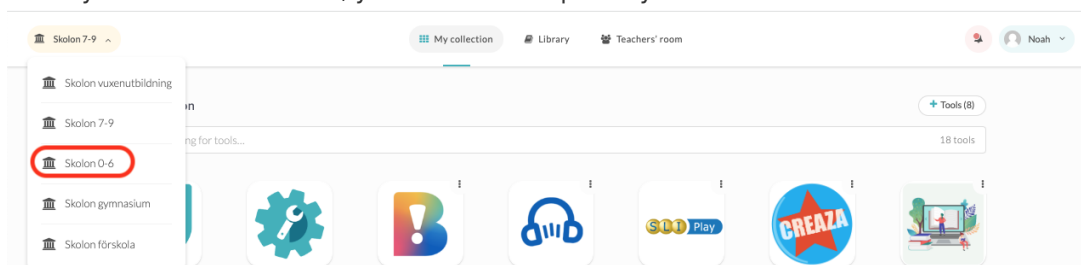 Skolon 7-9
My collection
Library
Teachers' room
Noah
Skolon vuxenutbildning
Skolon 7-9
Skolon 0-6
Skolon gymnasium
Skolon förskola
+ Tools (8)
ng for tools...
18 tools
SLI Play
CREAZA